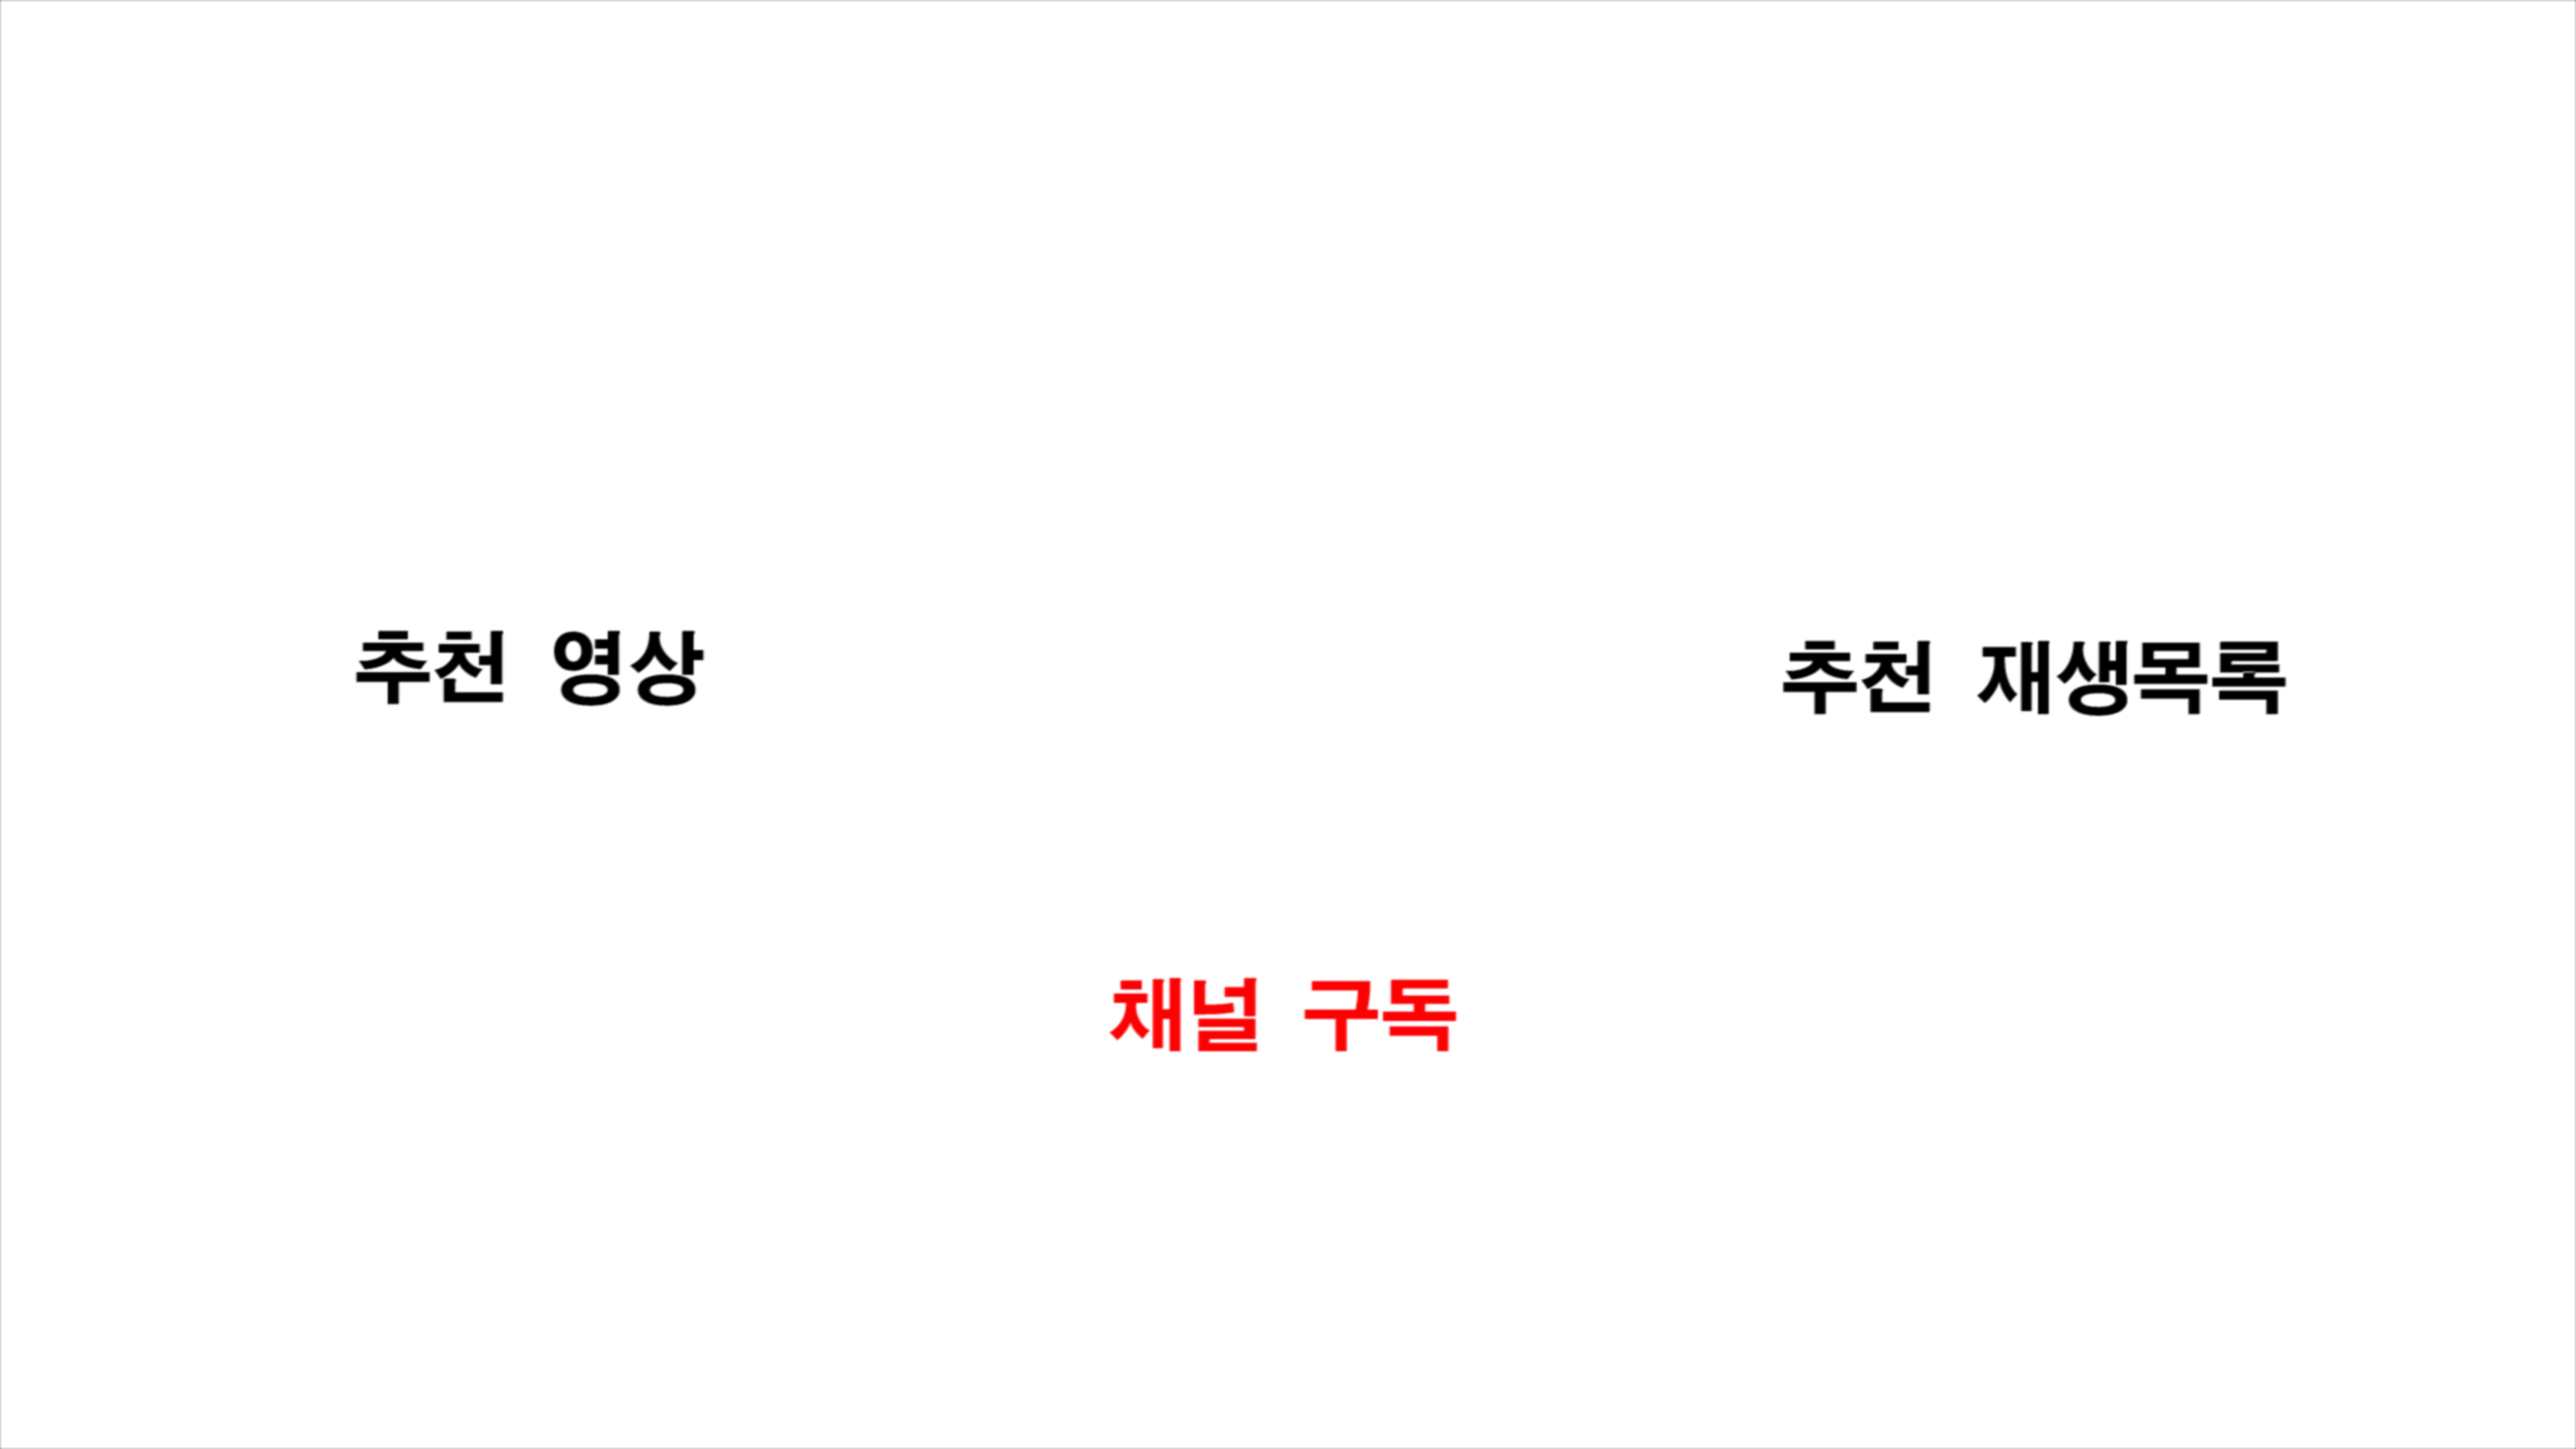 추천 영상
추천 재생목록
채널 구독